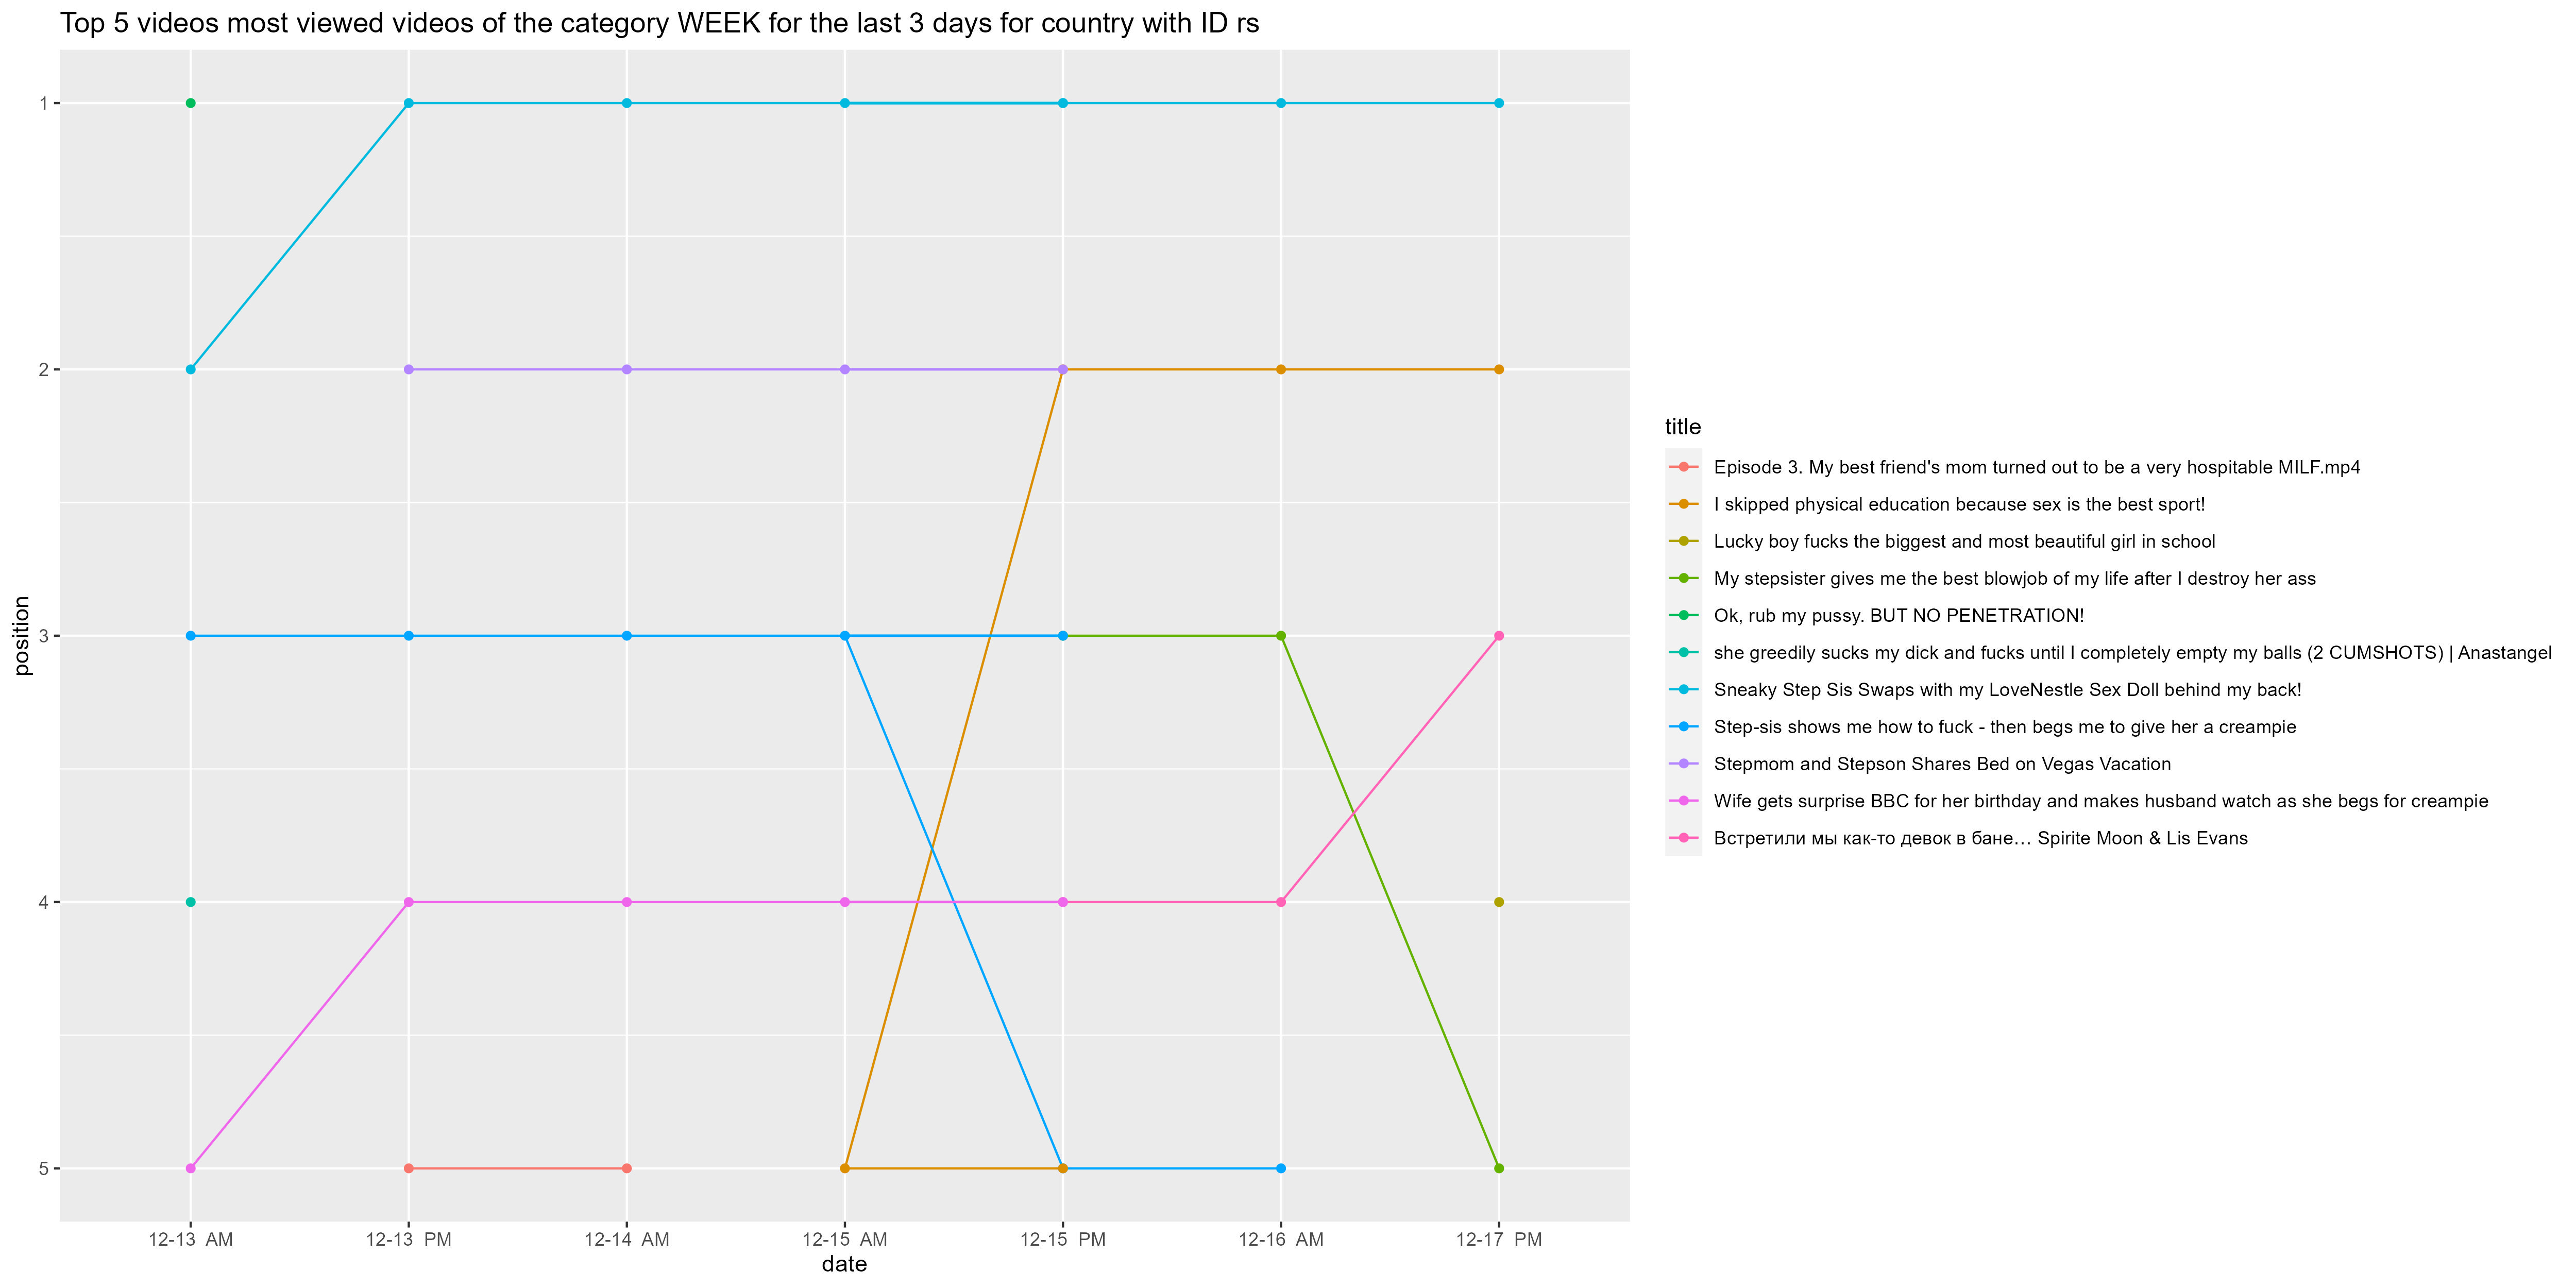 Top 5 videos most viewed videos of the category WEEK for the last 3 days for country with ID rs
position
1
2
3
4
5
12-13 AM
12-13 PM
12-14 AM
12-15 AM
12-15 PM
12-16 AM
12-17 PM
date
title
Episode 3. My best friend's mom turned out to be a very hospitable MILF.mp4
I skipped physical education because sex is the best sport!
Lucky boy fucks the biggest and most beautiful girl in school
My stepsister gives me the best blowjob of my life after I destroy her ass
Ok, rub my pussy. BUT NO PENETRATION!
she greedily sucks my dick and fucks until I completely empty my balls (2 CUMSHOTS) | Anastangel
Sneaky Step Sis Swaps with my LoveNestle Sex Doll behind my back!
Step-sis shows me how to fuck - then begs me to give her a creampie
Stepmom and Stepson Shares Bed on Vegas Vacation
Wife gets surprise BBC for her birthday and makes husband watch as she begs for creampie
Встретили мы как-то девок в бане… Spirite Moon & Lis Evans